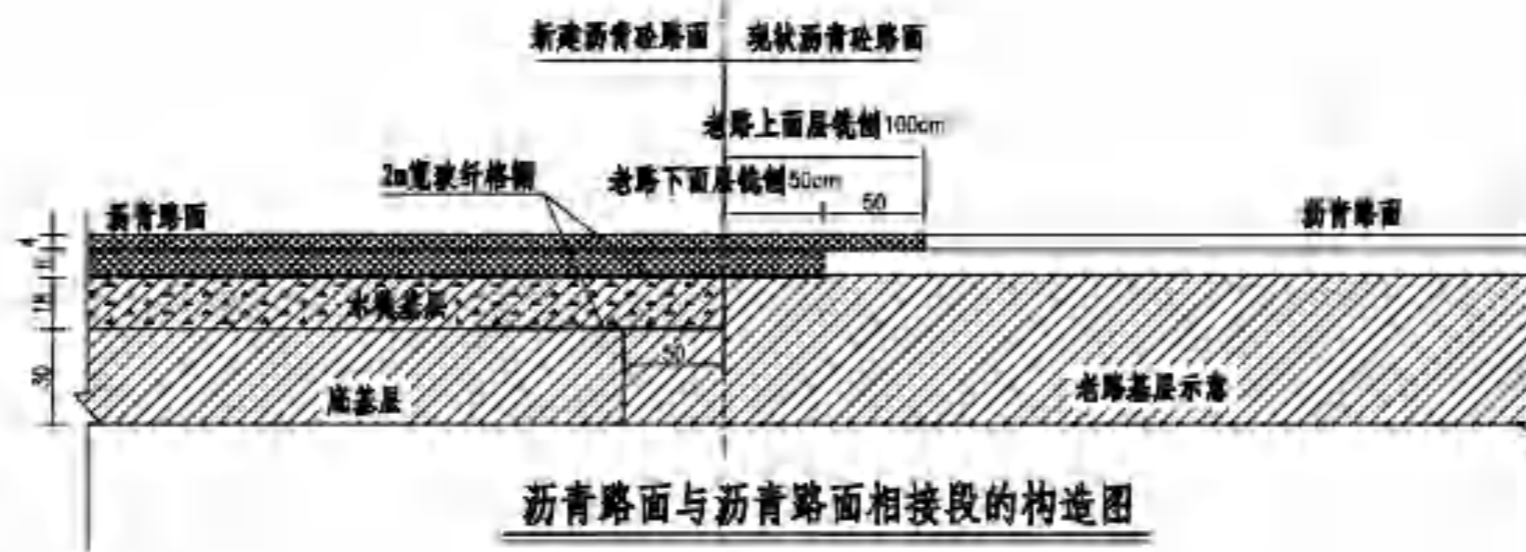 新建沥青砼路面
现状沥青砼路面
老路上面层铣刨100cm
2m宽玻纤格栅
老路下面层铣刨50cm
50
沥青路面
沥青路面
4
18
水稳基层
50
30
底基层
老路基层示意
沥青路面与沥青路面相接段的构造图